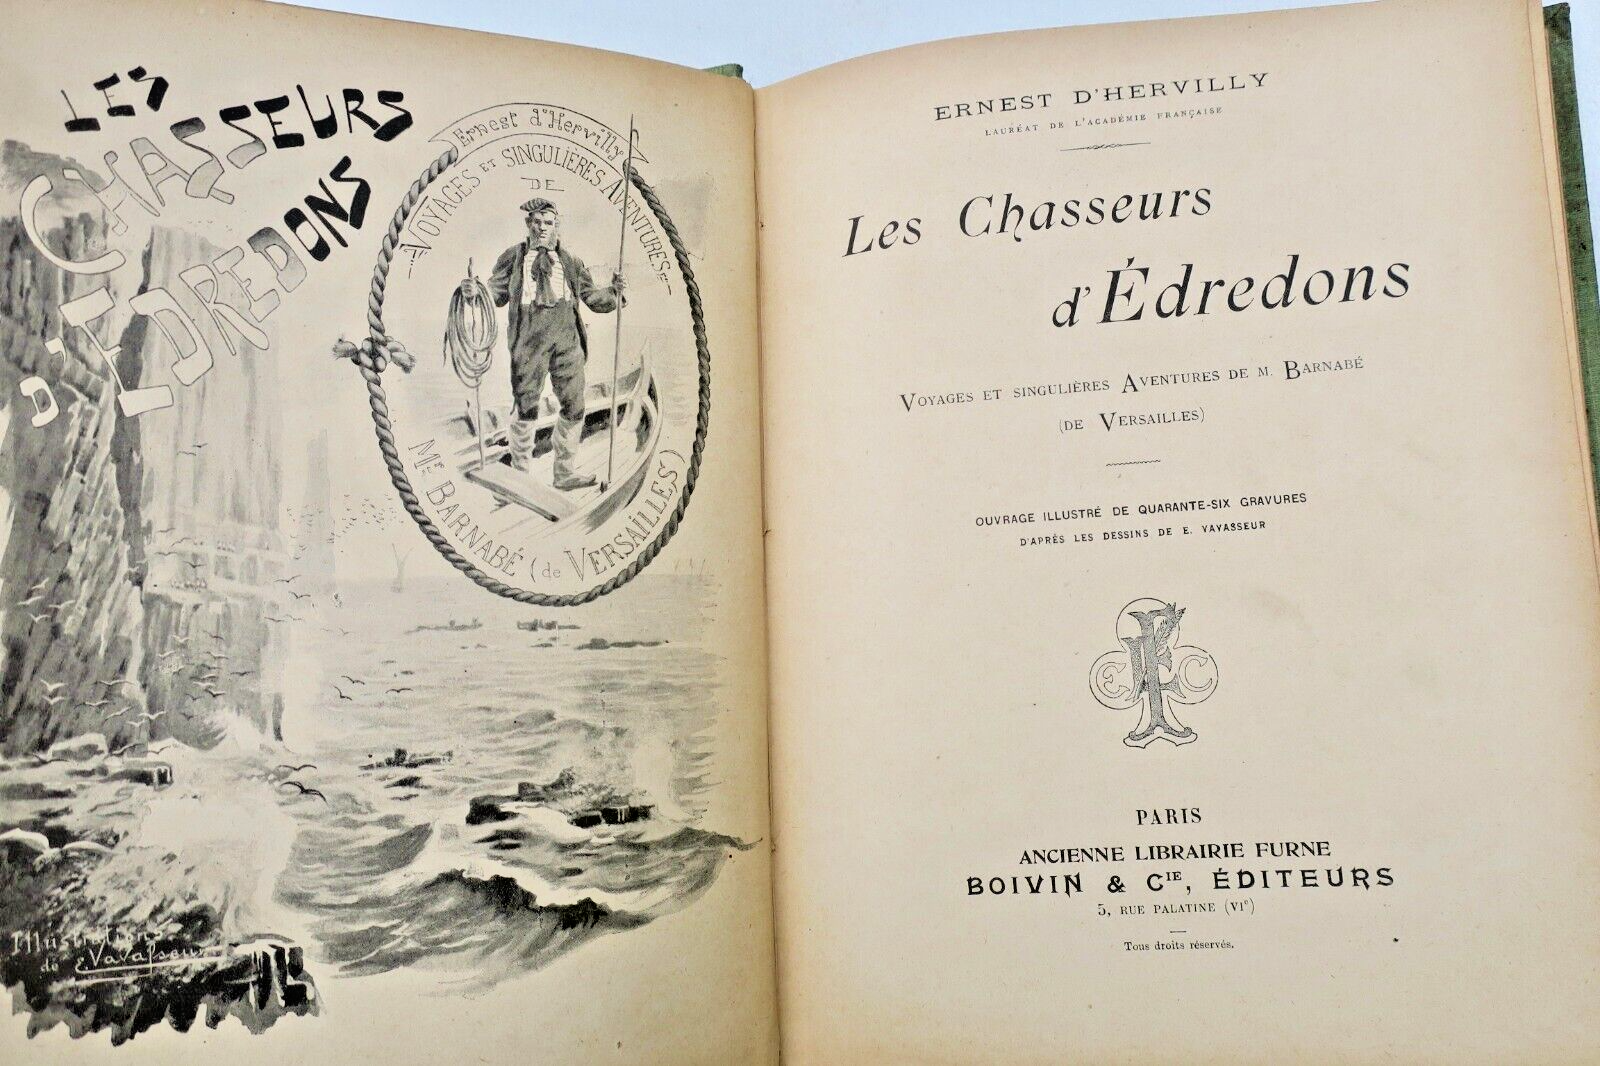 LES
CHASSEURS
D'EDREDONS
Ernest d'Hervilly
VOYAGES ET SINGULIÈRES AVENTURES
DE
Mr BARNABÉ (de VERSAILLES)
Illustrations
de E. Vavasseur
ERNEST D'HERVILLY
LAURÉAT DE L'ACADÉMIE FRANÇAISE
Les Chasseurs
d'Édredons
VOYAGES ET SINGULIÈRES AVENTURES DE M. BARNABÉ
(DE VERSAILLES)
OUVRAGE ILLUSTRÉ DE QUARANTE-SIX GRAVURES
D'APRÈS LES DESSINS DE E. VAVASSEUR
E F C
PARIS
ANCIENNE LIBRAIRIE FURNE
BOIVIN & CIE, ÉDITEURS
5, RUE PALATINE (VIe)
Tous droits réservés.